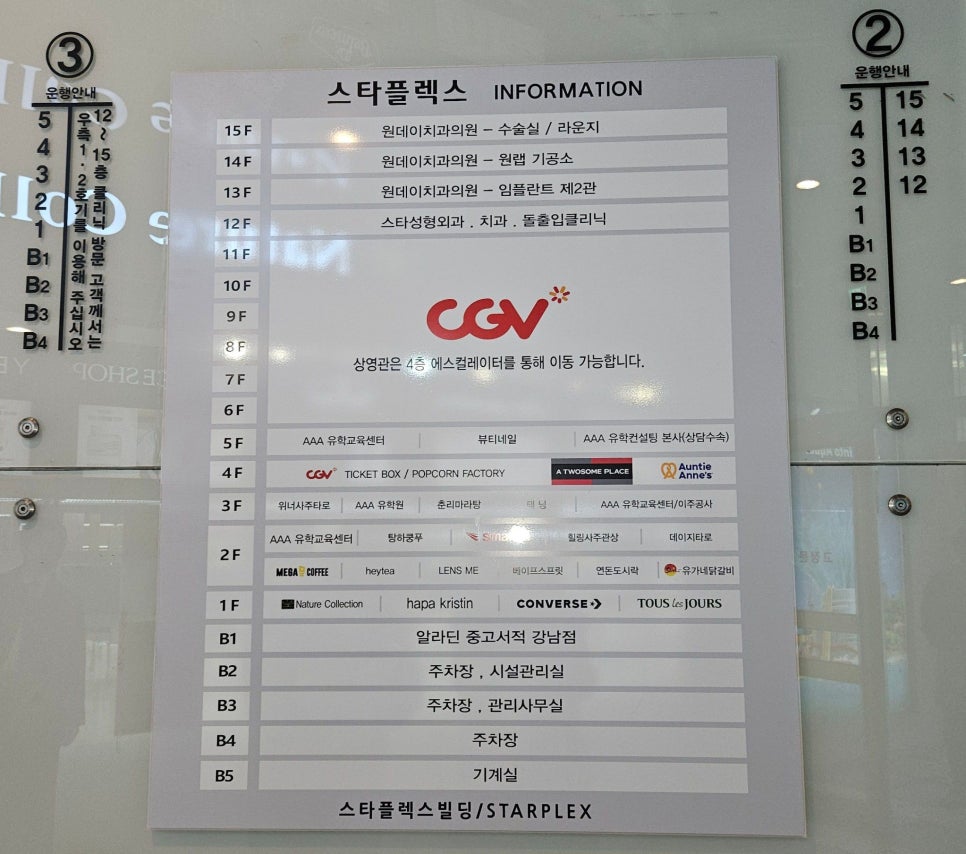 ③
운행안내
5
4
3
2
1
B1
B2
B3
B4
12~15층 클리닉 방문 고객께서는
우측1.2호기를 이용해 주십시오
스타플렉스 INFORMATION
15F 원데이치과의원 - 수술실 / 라운지
14F 원데이치과의원 - 원랩 기공소
13F 원데이치과의원 - 임플란트 제2관
12F 스타성형외과 . 치과 . 돌출입클리닉
11F
10F
9F
8F
7F
6F
CGV
상영관은 4층 에스컬레이터를 통해 이동 가능합니다.
5F AAA 유학교육센터 뷰티네일 AAA 유학컨설팅 본사(상담수속)
4F CGV TICKET BOX / POPCORN FACTORY A TWOSOME PLACE Auntie Anne's
3F 위너사주타로 AAA 유학원 춘리마라탕 태닝 AAA 유학교육센터/이주공사
2F AAA 유학교육센터 탕하쿵푸 힐링사주관상 데이지타로
MEGA COFFEE heytea LENS ME 베이프스프릿 연돈도시락 유가네닭갈비
1F Nature Collection hapa kristin CONVERSE TOUS les JOURS
B1 알라딘 중고서적 강남점
B2 주차장 , 시설관리실
B3 주차장 , 관리사무실
B4 주차장
B5 기계실
스타플렉스빌딩/STARPLEX
②
운행안내
5 15
4 14
3 13
2 12
1
B1
B2
B3
B4